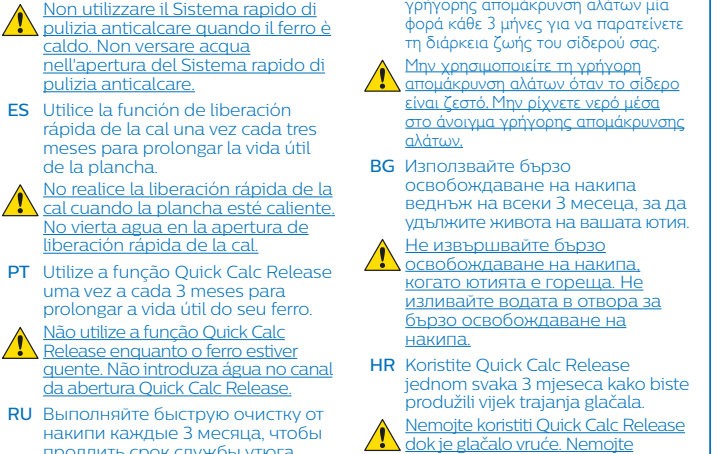 Non utilizzare il Sistema rapido di
pulizia anticalcare quando il ferro è
caldo. Non versare acqua
nell'apertura del Sistema rapido di
pulizia anticalcare.
ES Utilice la función de liberación
rápida de la cal una vez cada tres
meses para prolongar la vida útil
de la plancha.
No realice la liberación rápida de la
cal cuando la plancha esté caliente.
No vierta agua en la apertura de
liberación rápida de la cal.
PT Utilize a função Quick Calc Release
uma vez a cada 3 meses para
prolongar a vida útil do seu ferro.
Não utilize a função Quick Calc
Release enquanto o ferro estiver
quente. Não introduza água no canal
da abertura Quick Calc Release.
RU Выполняйте быструю очистку от
накипи каждые 3 месяца, чтобы
продлить срок службы утюга
γρήγορης απομάκρυνση αλάτων μία
φορά κάθε 3 μήνες για να παρατείνετε
τη διάρκεια ζωής του σίδερού σας.
Μην χρησιμοποιείτε τη γρήγορη
απομάκρυνση αλάτων όταν το σίδερο
είναι ζεστό. Μην ρίχνετε νερό μέσα
στο άνοιγμα γρήγορης απομάκρυνσης
αλάτων.
BG Използвайте бързо
освобождаване на накипа
веднъж на всеки 3 месеца, за да
удължите живота на вашата ютия.
Не извършвайте бързо
освобождаване на накипа,
когато ютията е гореща. Не
изливайте водата в отвора за
бързо освобождаване на
накипа.
HR Koristite Quick Calc Release
jednom svaka 3 mjeseca kako biste
produžili vijek trajanja glačala.
Nemojte koristiti Quick Calc Release
dok je glačalo vruće. Nemojte